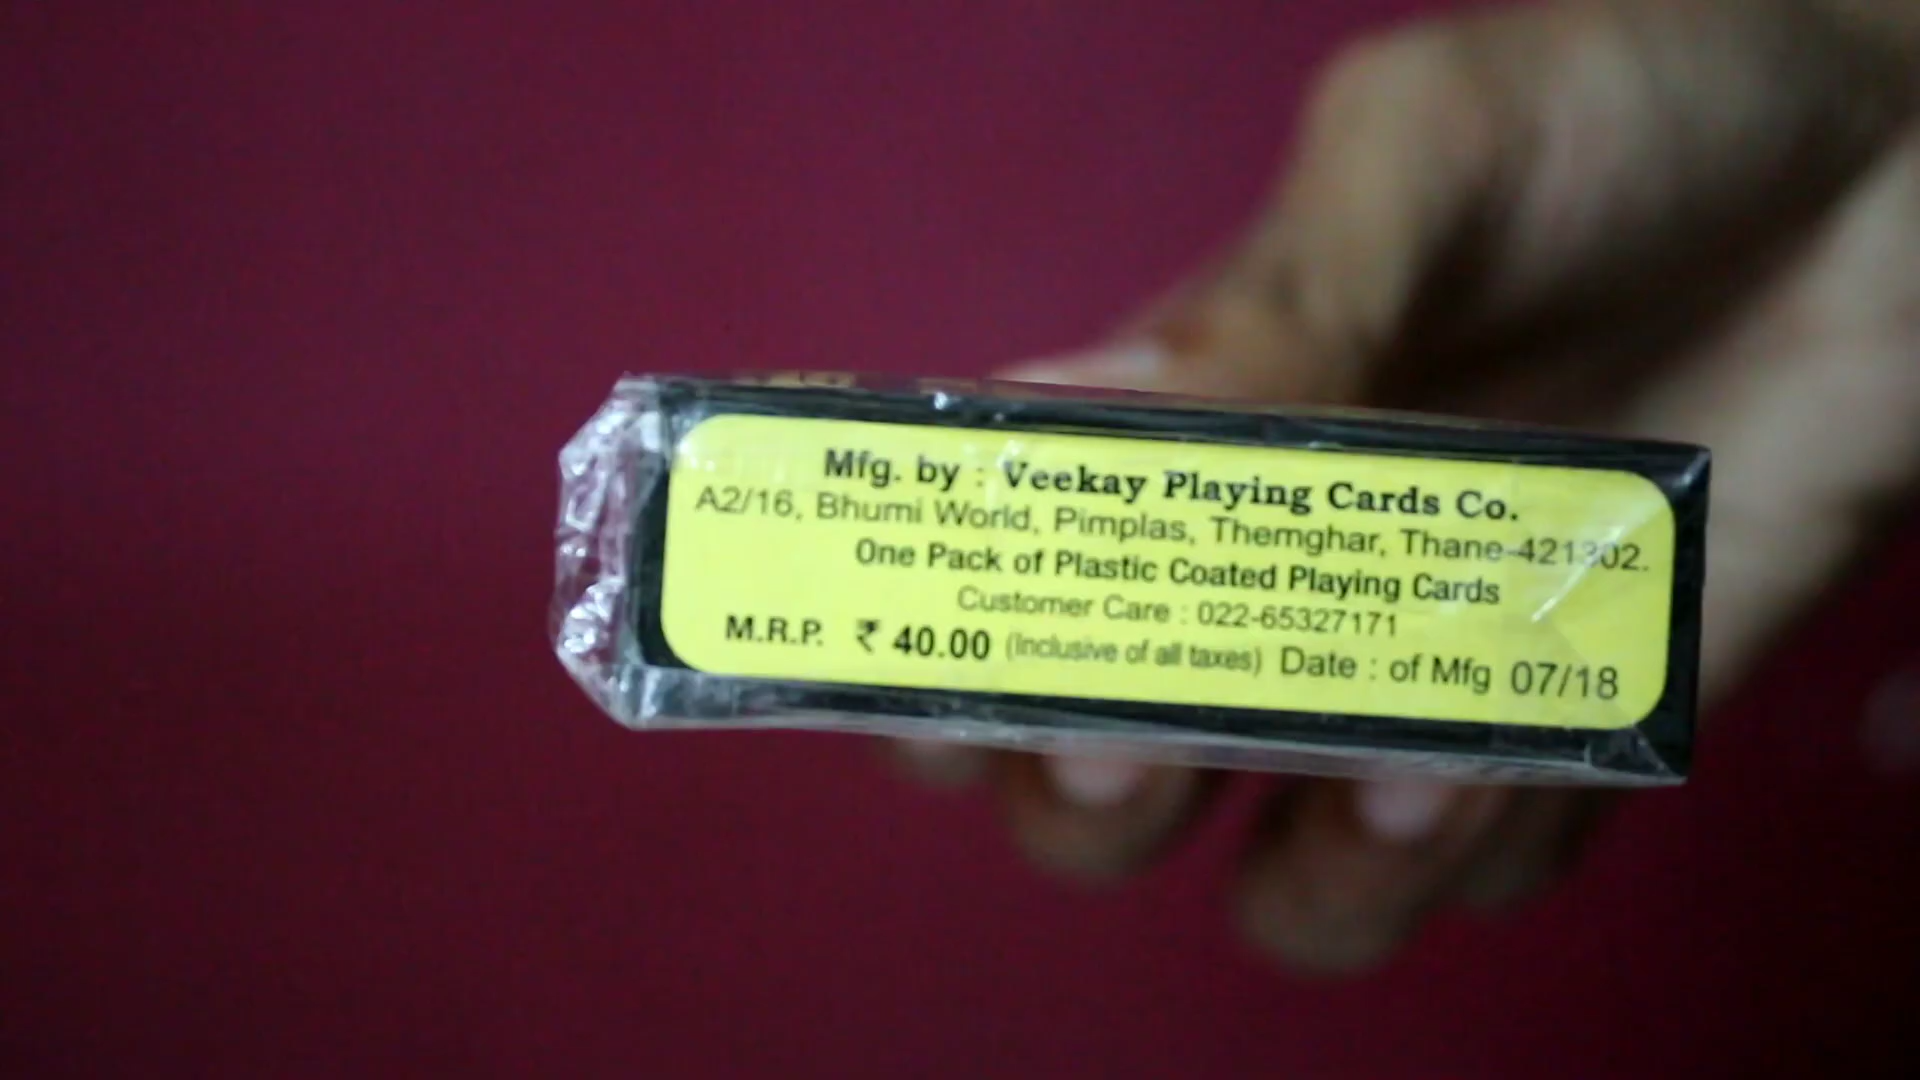 Mfg. by : Veekay Playing Cards Co.
A2/16, Bhumi World, Pimplas, Themghar, Thane-421302.
One Pack of Plastic Coated Playing Cards
Customer Care : 022-65327171
M.R.P. ₹ 40.00 (Inclusive of all taxes) Date : of Mfg 07/18